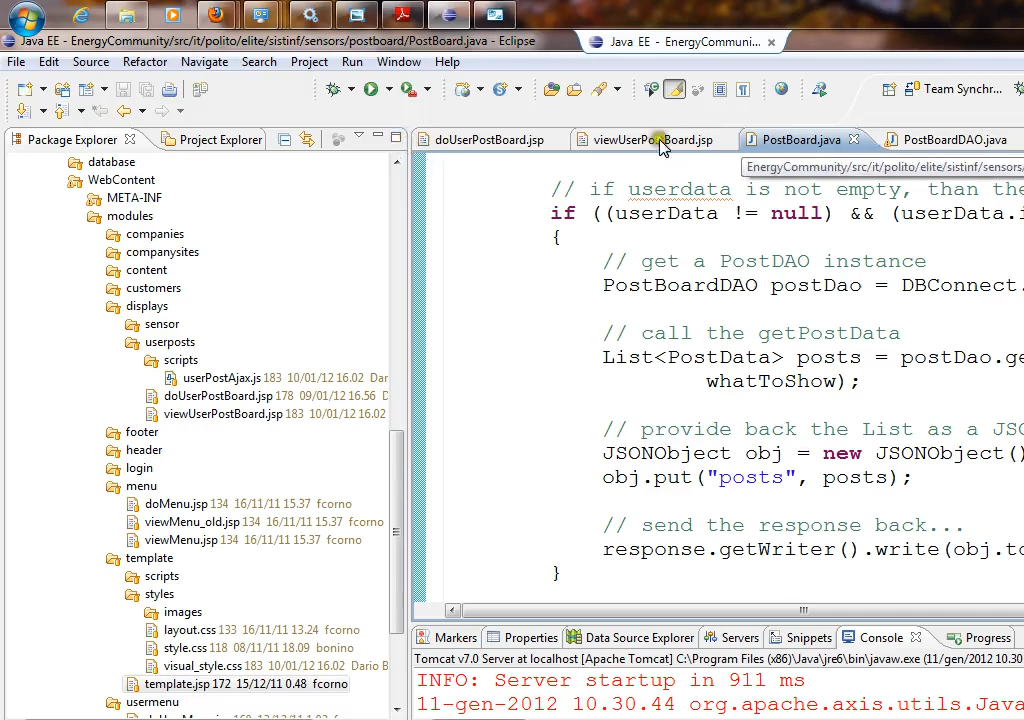 Java EE - EnergyCommunity/src/it/polito/elite/sistinf/sensors/postboard/PostBoard.java - Eclipse
Java EE - EnergyCommuni...
File Edit Source Refactor Navigate Search Project Run Window Help
Team Synchr...
Package Explorer
Project Explorer
doUserPostBoard.jsp
viewUserPostBoard.jsp
PostBoard.java
PostBoardDAO.java
EnergyCommunity/src/it/polito/elite/sistinf/sensors/
database
WebContent
META-INF
modules
companies
companysites
content
customers
displays
sensor
userposts
scripts
userPostAjax.js 183 10/01/12 16.02 Dar
doUserPostBoard.jsp 178 09/01/12 16.56 D
viewUserPostBoard.jsp 183 10/01/12 16.02
footer
header
login
menu
doMenu.jsp 134 16/11/11 15.37 fcorno
viewMenu_old.jsp 134 16/11/11 15.37 fcorno
viewMenu.jsp 134 16/11/11 15.37 fcorno
template
scripts
styles
images
layout.css 133 16/11/11 13.24 fcorno
style.css 118 08/11/11 18.09 bonino
visual_style.css 183 10/01/12 16.02 Dario B
template.jsp 172 15/12/11 0.48 fcorno
usermenu
// if userdata is not empty, than the
if ((userData != null) && (userData.i
{
// get a PostDAO instance
PostBoardDAO postDao = DBConnect.
// call the getPostData
List<PostData> posts = postDao.ge
whatToShow);
// provide back the List as a JSO
JSONObject obj = new JSONObject()
obj.put("posts", posts);
// send the response back...
response.getWriter().write(obj.to
}
Markers
Properties
Data Source Explorer
Servers
Snippets
Console
Progress
Tomcat v7.0 Server at localhost [Apache Tomcat] C:\Program Files (x86)\Java\jre6\bin\javaw.exe (11/gen/2012 10.30
INFO: Server startup in 911 ms
11-gen-2012 10.30.44 org.apache.axis.utils.Java